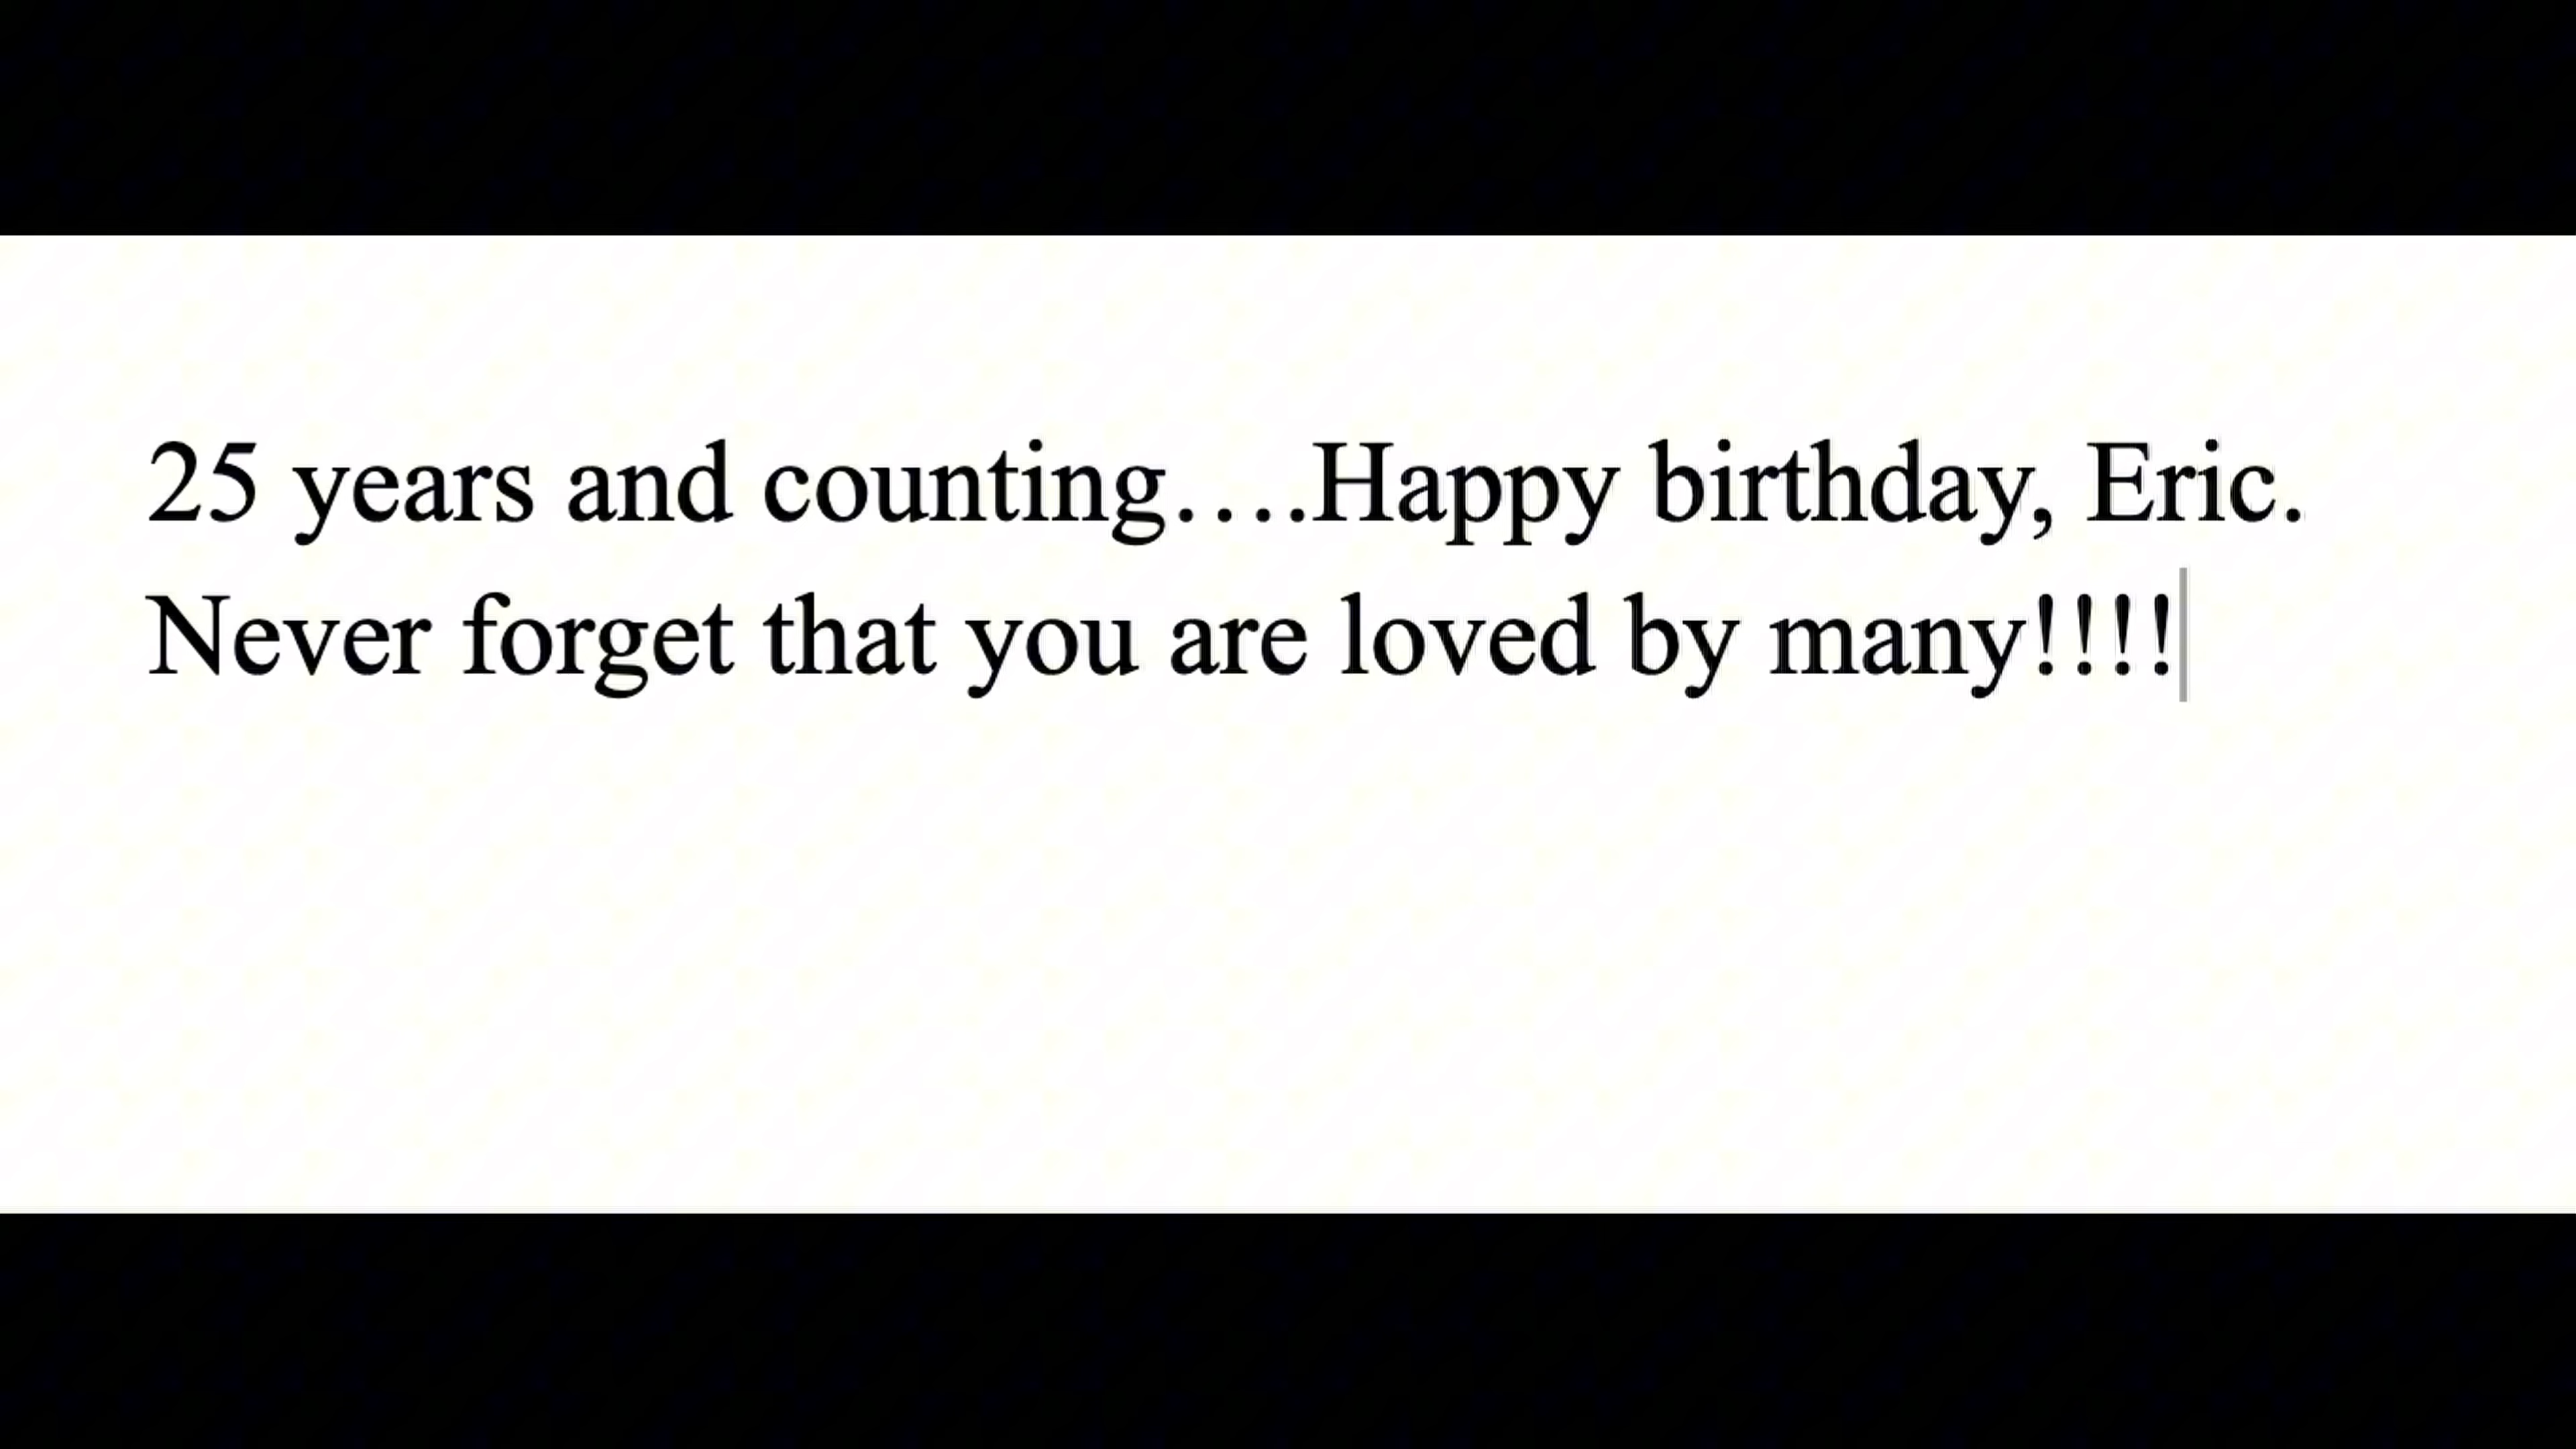 25 years and counting….Happy birthday, Eric.
Never forget that you are loved by many!!!!